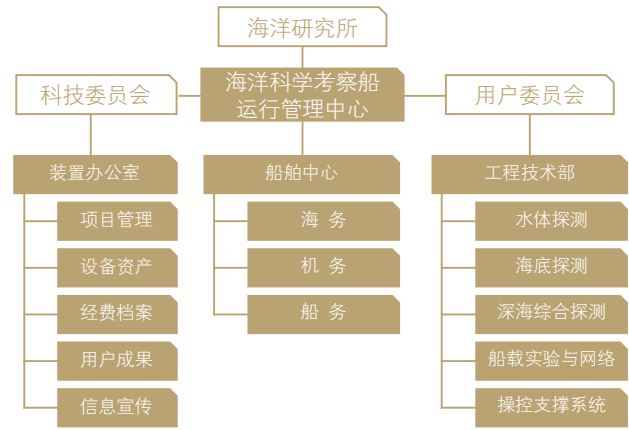 海洋研究所
科技委员会
海洋科学考察船
运行管理中心
用户委员会
装置办公室
船舶中心
工程技术部
项目管理
海 务
水体探测
设备资产
机 务
海底探测
经费档案
船 务
深海综合探测
用户成果
船载实验与网络
信息宣传
操控支撑系统